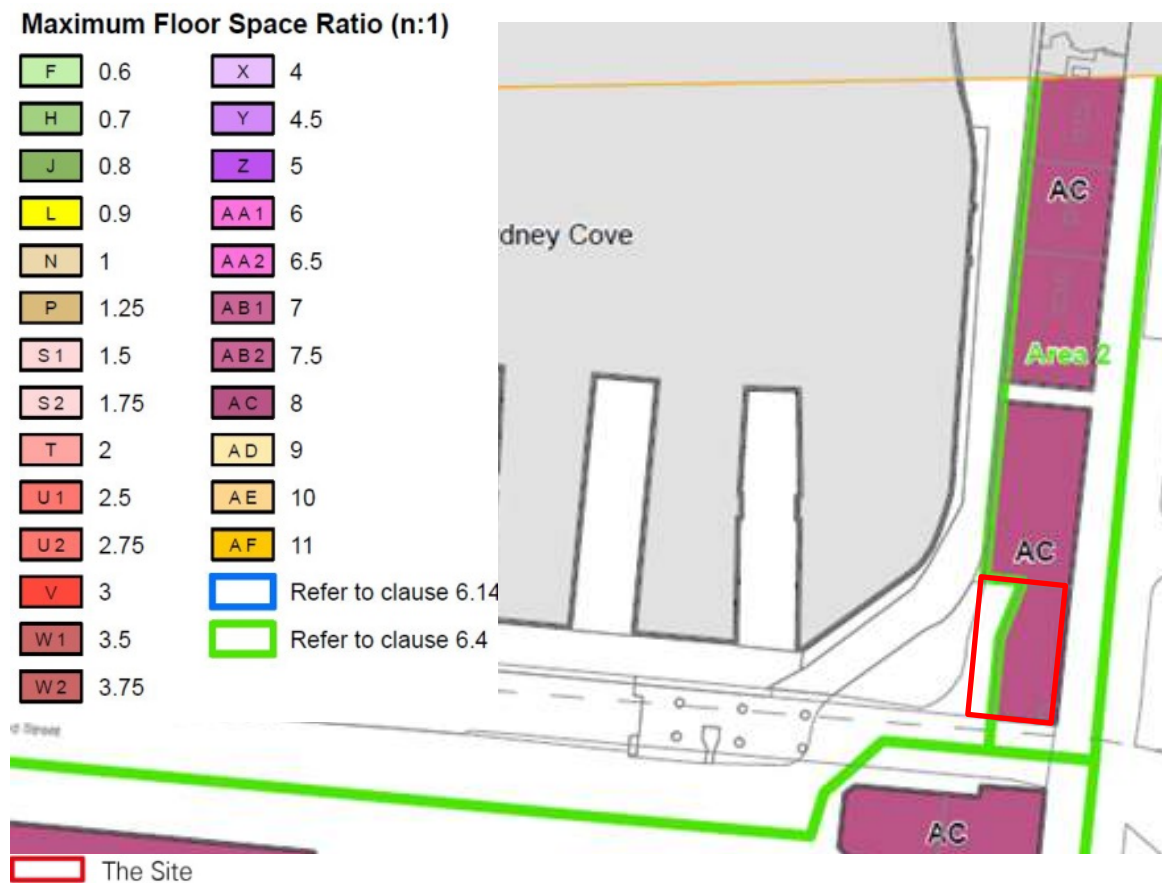 Maximum Floor Space Ratio (n:1)
F 0.6
H 0.7
J 0.8
L 0.9
N 1
P 1.25
S1 1.5
S2 1.75
T 2
U1 2.5
U2 2.75
V 3
W1 3.5
W2 3.75
X 4
Y 4.5
Z 5
AA1 6
AA2 6.5
AB1 7
AB2 7.5
AC 8
AD 9
AE 10
AF 11
Refer to clause 6.14
Refer to clause 6.4
dney Cove
AC
Area 2
AC
Street
AC
The Site